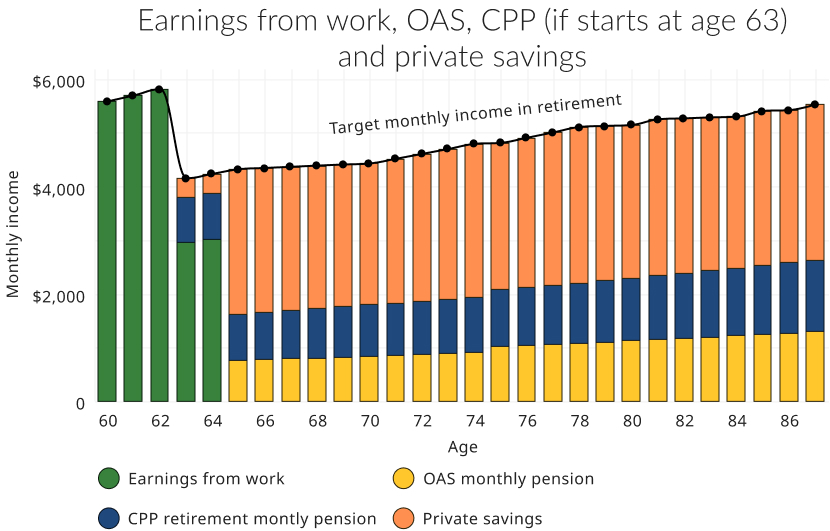 Earnings from work, OAS, CPP (if starts at age 63)
and private savings
$6,000
$4,000
$2,000
0
Monthly income
Target monthly income in retirement
60 62 64 66 68 70 72 74 76 78 80 82 84 86
Age
Earnings from work
OAS monthly pension
CPP retirement montly pension
Private savings